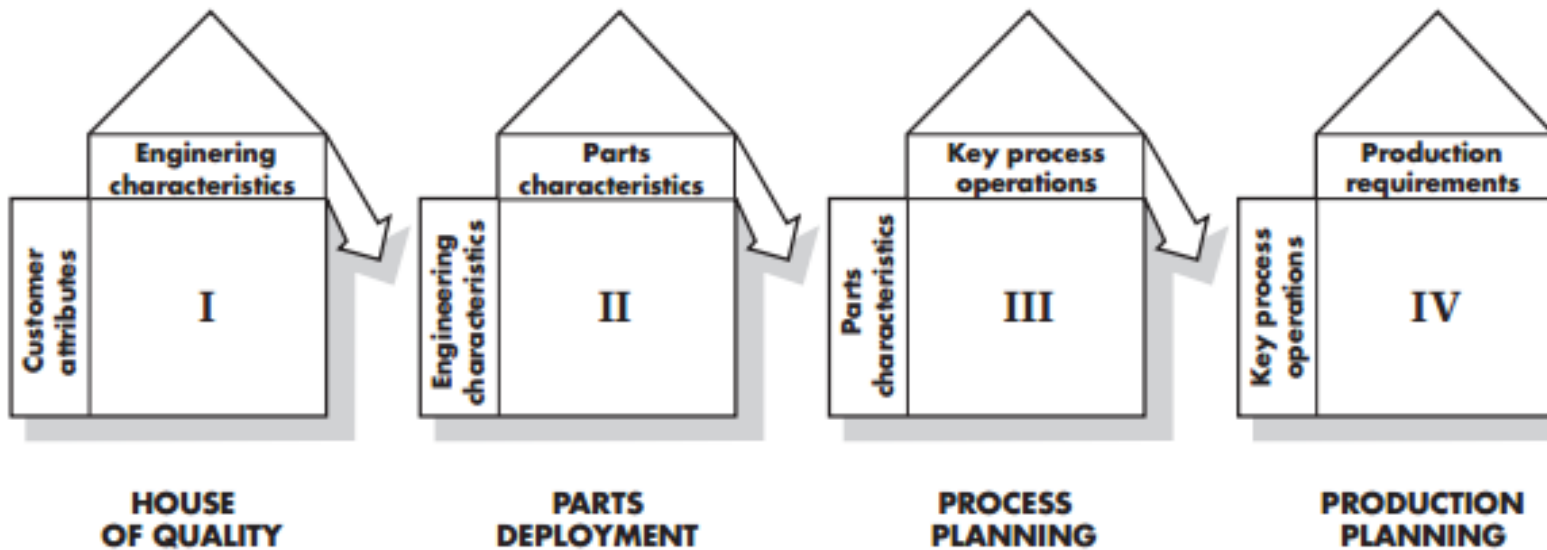 Enginering
characteristics
Customer
attributes
I
HOUSE
OF QUALITY
Parts
characteristics
Engineering
characteristics
II
PARTS
DEPLOYMENT
Key process
operations
Parts
characteristics
III
PROCESS
PLANNING
Production
requirements
Key process
operations
IV
PRODUCTION
PLANNING